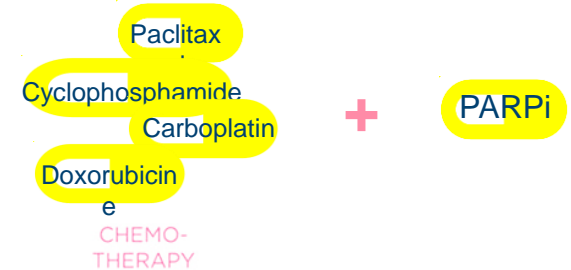 Paclitax
Cyclophosphamide
Carboplatin
Doxorubicin
e
CHEMO-
THERAPY
+
PARPi